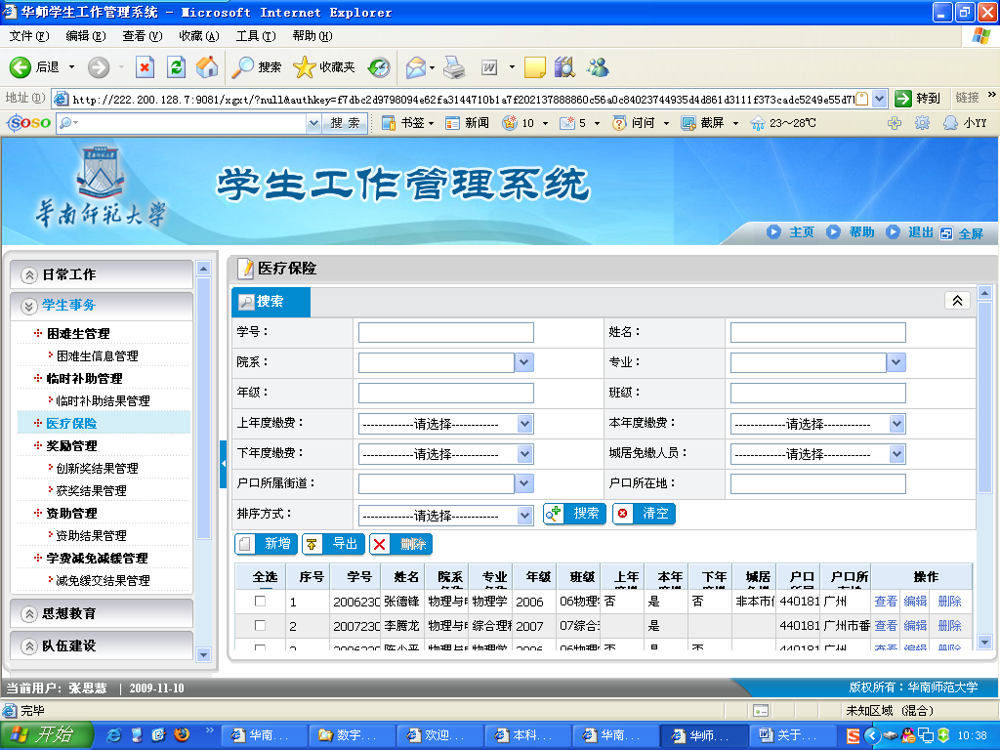 华师学生工作管理系统 - Microsoft Internet Explorer
文件(F) 编辑(E) 查看(V) 收藏(A) 工具(T) 帮助(H)
后退 搜索 收藏夹
地址(D) http://222.200.128.7:9081/xgxt/?null&authkey=f7dbc2d9798094e62fa3144710b1a7f202137888860c56a0c84023744935d4d861d3111f373cadc5249e55d7 转到 链接 »
SOSO 搜 索 书签 新闻 10 5 问问 截屏 23~28℃ 小YY
华南师范大学
学生工作管理系统
主页 帮助 退出 全屏
日常工作
学生事务
困难生管理
困难生信息管理
临时补助管理
临时补助结果管理
医疗保险
奖励管理
创新奖结果管理
获奖结果管理
资助管理
资助结果管理
学费减免减缓管理
减免缓交结果管理
思想教育
队伍建设
医疗保险
搜索
学号： 姓名：
院系： 专业：
年级： 班级：
上年度缴费： ------------请选择----------- 本年度缴费： ------------请选择-----------
下年度缴费： ------------请选择----------- 城居免缴人员： ------------请选择-----------
户口所属街道： 户口所在地：
排序方式： ------------请选择----------- 搜索 清空
新增 导出 删除
全选 序号 学号 姓名 院系 专业 年级 班级 上年 本年 下年 城居 户口 户口所 操作
1 2006230 张德锋 物理与 物理学 2006 06物理 否 是 否 非本市 440181 广州 查看 编辑 删除
2 2007230 李腾龙 物理与 综合理科 2007 07综合 是 440181 广州市番 查看 编辑 删除
当前用户：张思慧 | 2009-11-10 版权所有：华南师范大学
完毕 未知区域 (混合)
开始 » 华南... 数字... 欢迎... 本科... 华南... 华师... 关于... 10:38